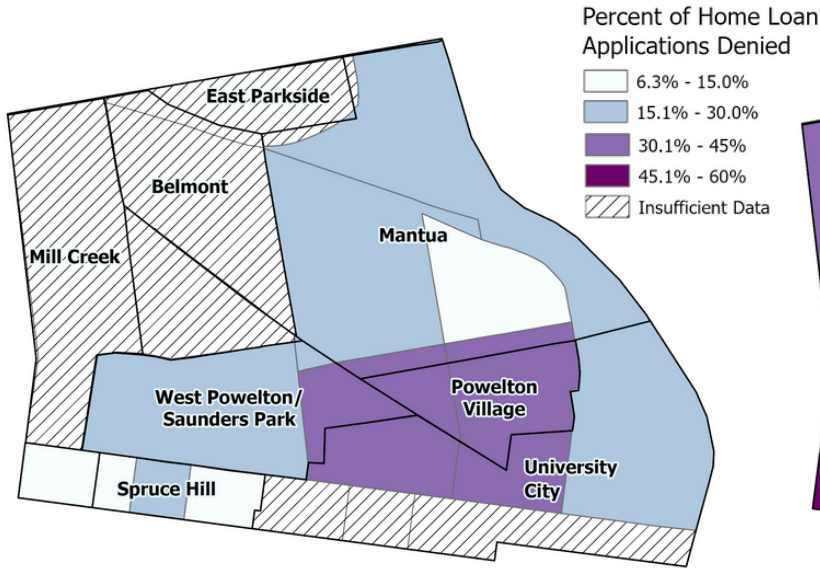 Percent of Home Loan
Applications Denied
6.3% - 15.0%
15.1% - 30.0%
30.1% - 45%
45.1% - 60%
Insufficient Data
East Parkside
Belmont
Mantua
Mill Creek
West Powelton/
Saunders Park
Powelton
Village
University
City
Spruce Hill